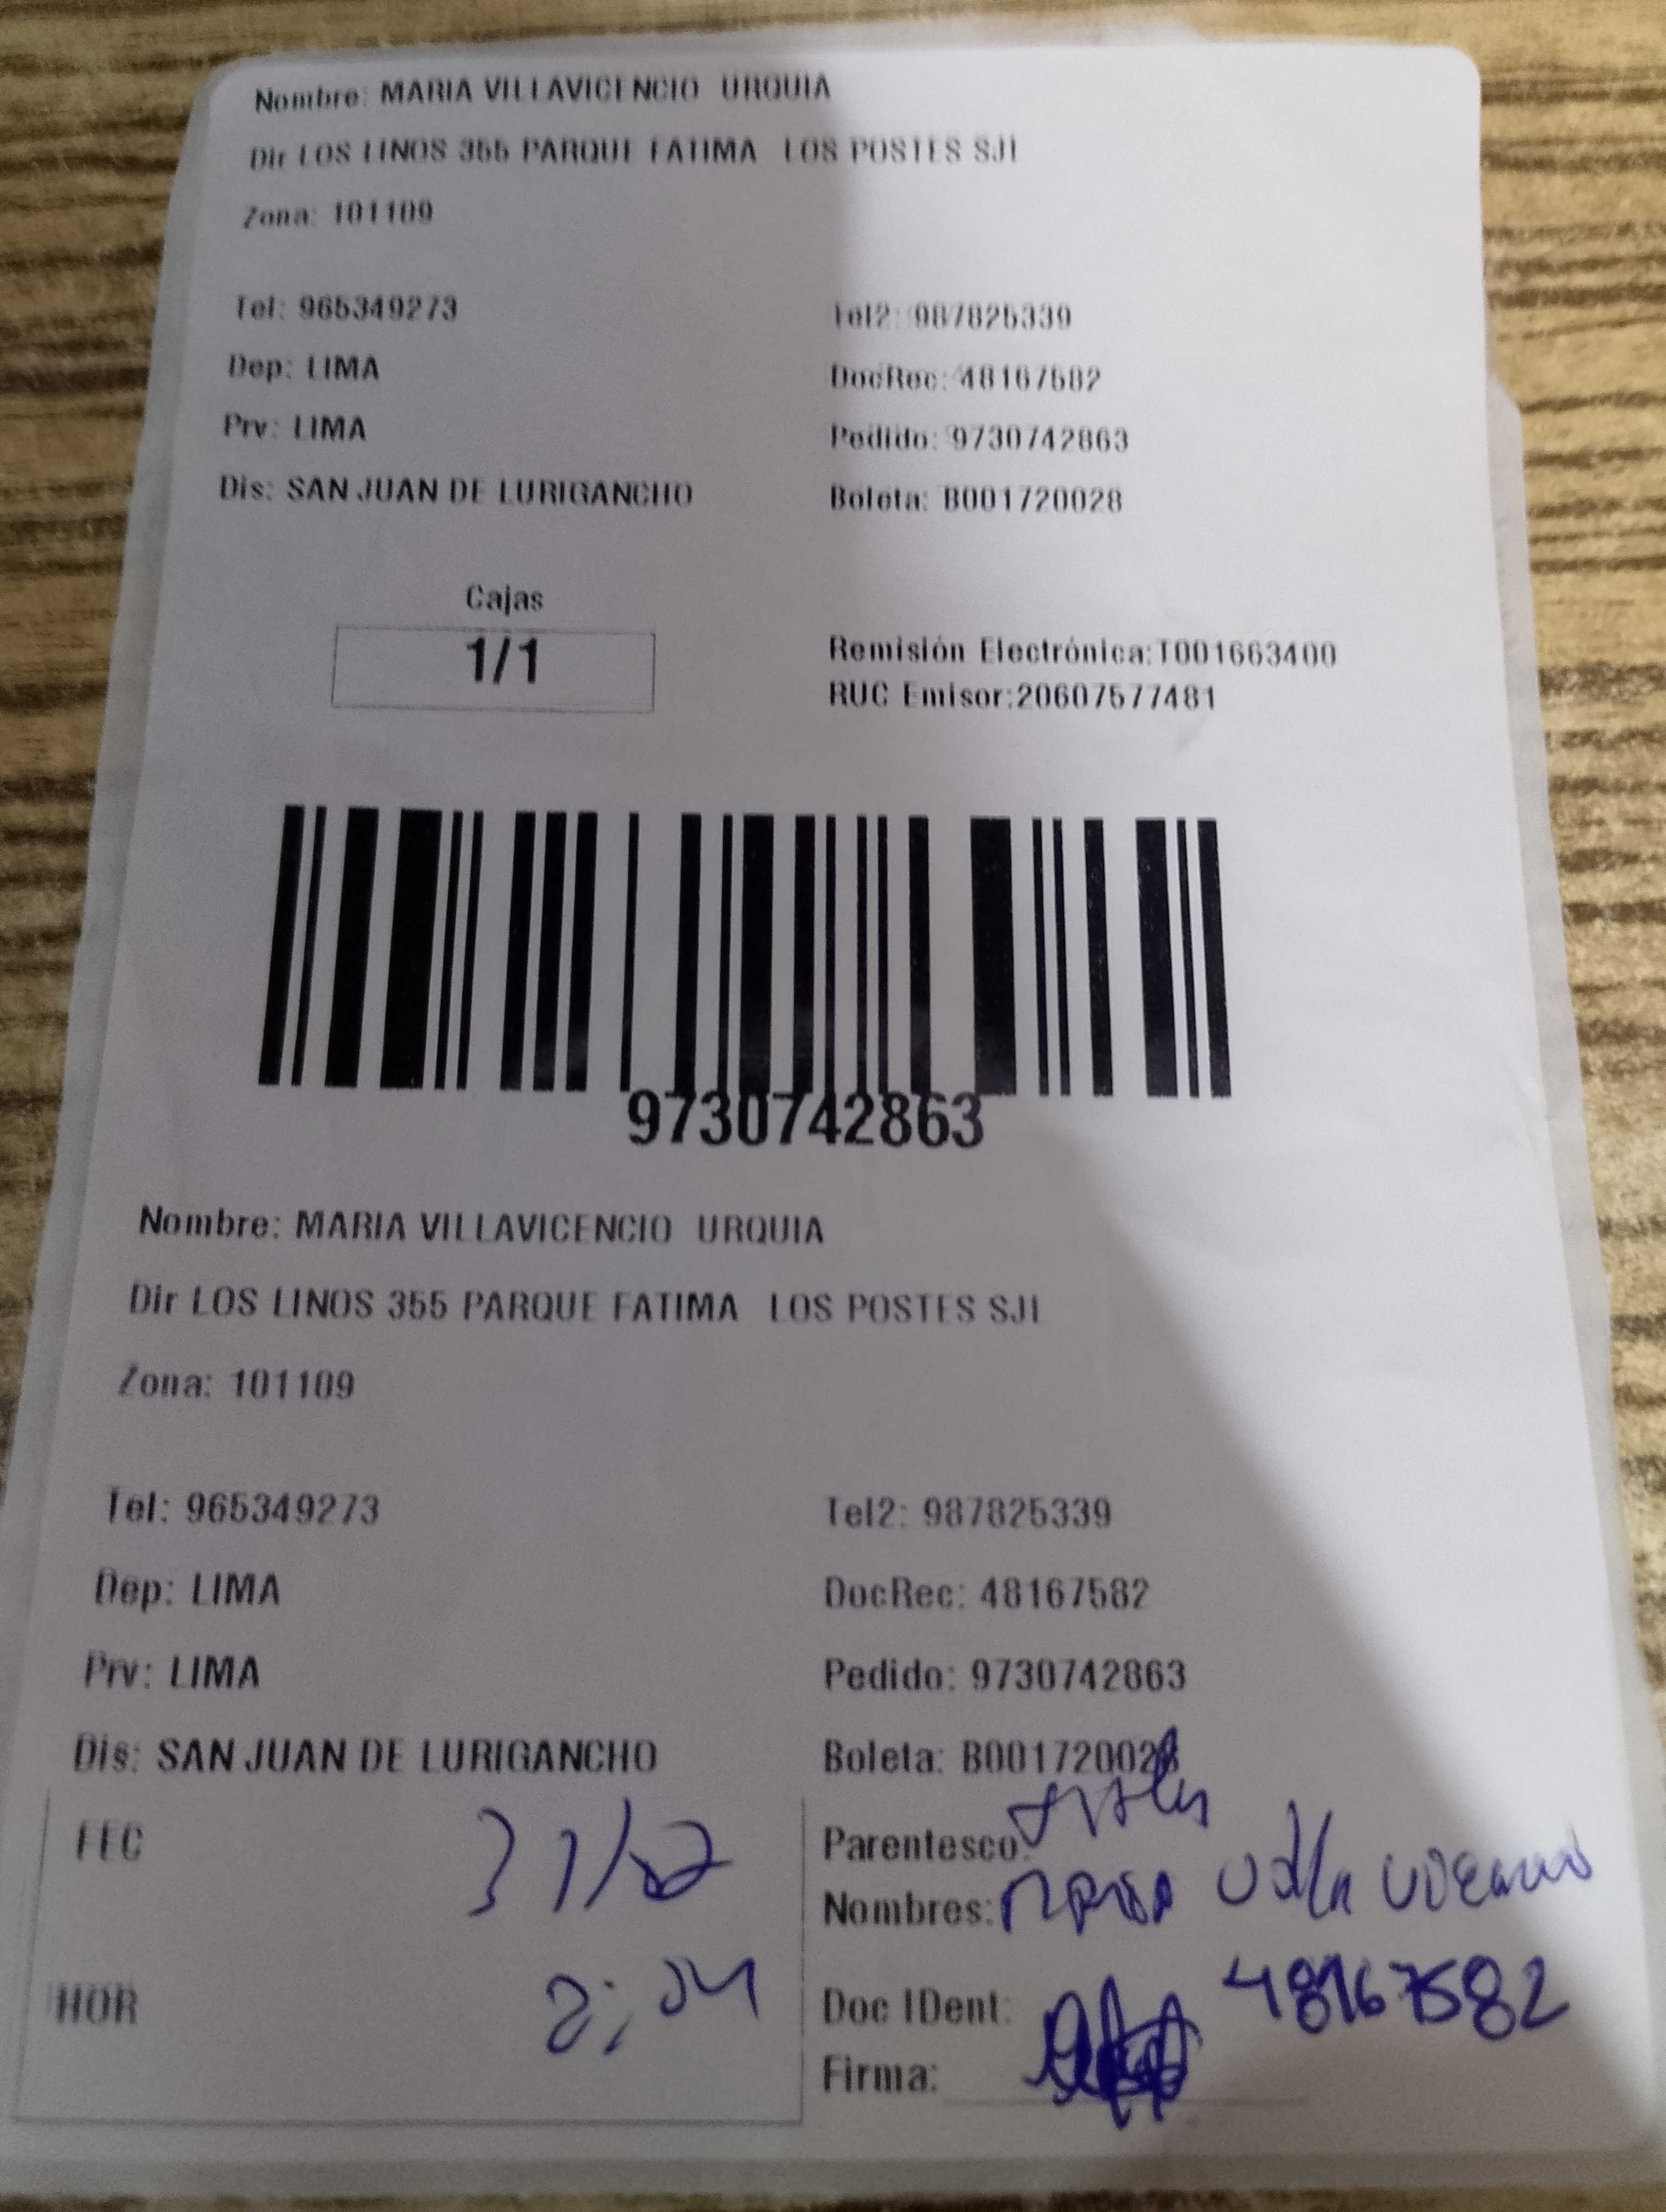 Nombre: MARIA VILLAVICENCIO URQUIA
Dir LOS LINOS 355 PARQUE FATIMA LOS POSTES SJL
Zona: 101109
Tel: 965349273 Tel2: 987825339
Dep: LIMA DocRec: 48167582
Prv: LIMA Pedido: 9730742863
Dis: SAN JUAN DE LURIGANCHO Boleta: B001720028
Cajas
1/1
Remisión Electrónica:T001663400
RUC Emisor:20607577481
9730742863
Nombre: MARIA VILLAVICENCIO URQUIA
Dir LOS LINOS 355 PARQUE FATIMA LOS POSTES SJL
Zona: 101109
Tel: 965349273 Tel2: 987825339
Dep: LIMA DocRec: 48167582
Prv: LIMA Pedido: 9730742863
Dis: SAN JUAN DE LURIGANCHO Boleta: B001720028
FEC Parentesco:
Nombres:
HOR Doc IDent: 48167582
Firma: